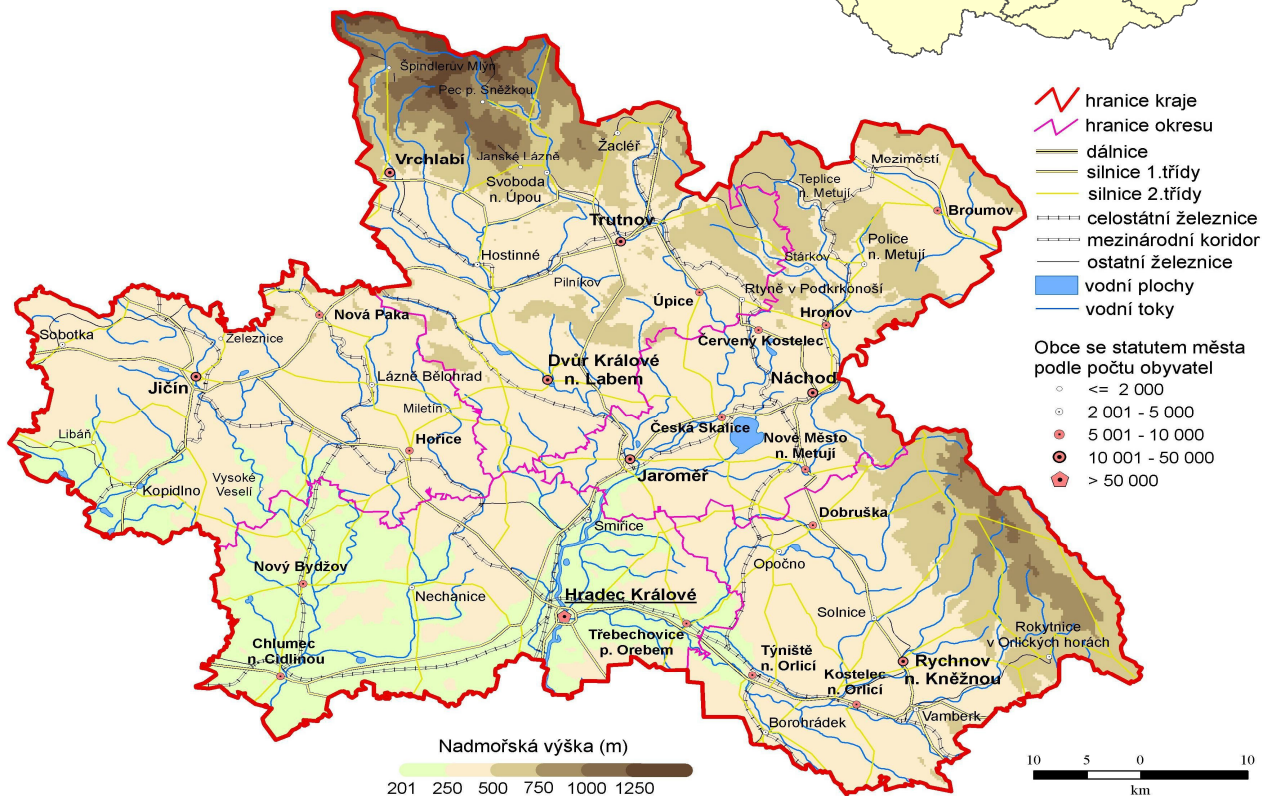 Špindlerův Mlýn
Pec p. Sněžkou
Vrchlabí
Janské Lázně
Svoboda
n. Úpou
Žacléř
Trutnov
Meziměstí
Teplice
n. Metují
Broumov
Police
n. Metují
Stárkov
Hostinné
Pilníkov
Úpice
Rtyně v Podkrkonoší
Hronov
Červený Kostelec
Nová Paka
Sobotka
Železnice
Jičín
Lázně Bělohrad
Miletín
Dvůr Králové
n. Labem
Náchod
Česká Skalice
Nové Město
n. Metují
Hořice
Libáň
Kopidlno
Vysoké
Veselí
Jaroměř
Dobruška
Smiřice
Opočno
Nový Bydžov
Nechanice
Hradec Králové
Třebechovice
p. Orebem
Solnice
Rokytnice
v Orlických horách
Chlumec
n. Cidlinou
Týniště
n. Orlicí
Kostelec
n. Orlicí
Rychnov
n. Kněžnou
Vamberk
Borohrádek
hranice kraje
hranice okresu
dálnice
silnice 1.třídy
silnice 2.třídy
celostátní železnice
mezinárodní koridor
ostatní železnice
vodní plochy
vodní toky
Obce se statutem města
podle počtu obyvatel
<= 2 000
2 001 - 5 000
5 001 - 10 000
10 001 - 50 000
> 50 000
Nadmořská výška (m)
201 250 500 750 1000 1250
10 5 0 10
km